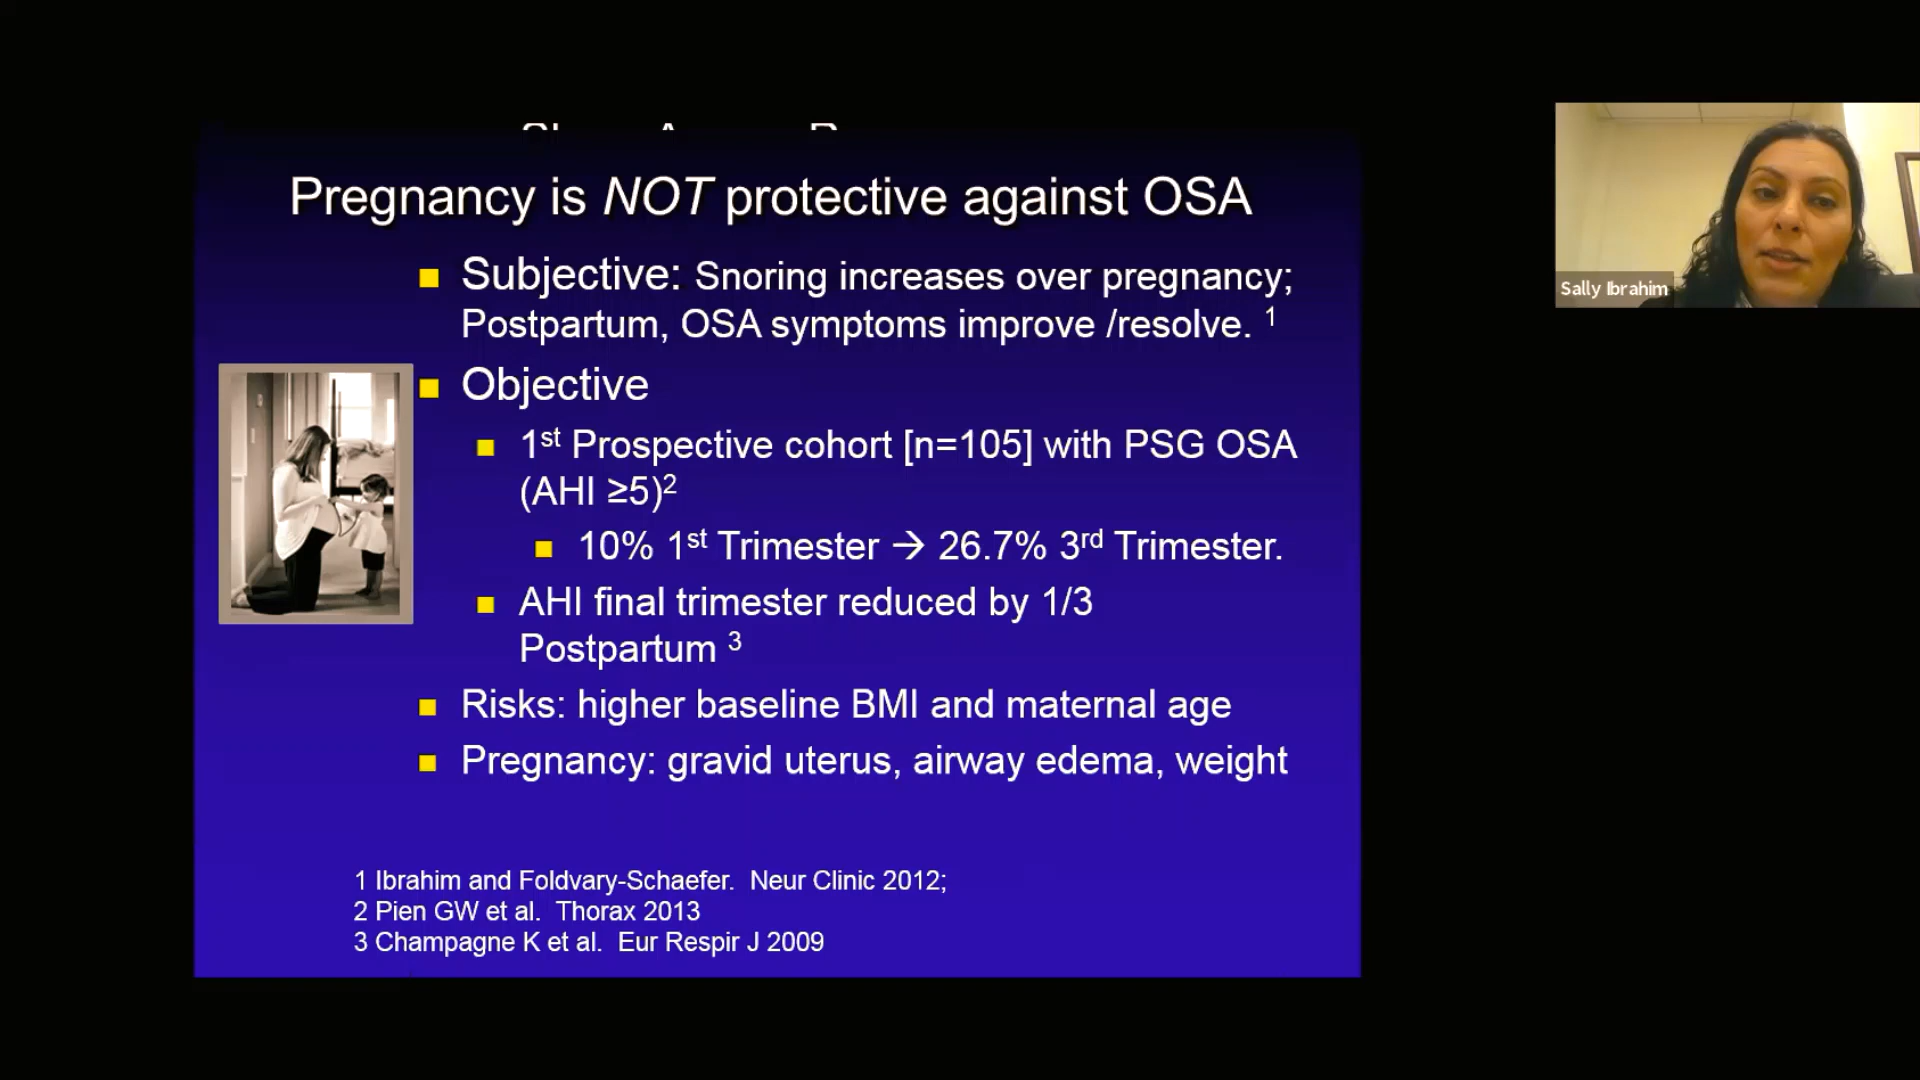 Pregnancy is NOT protective against OSA
Subjective: Snoring increases over pregnancy;
Postpartum, OSA symptoms improve /resolve. 1
Objective
1st Prospective cohort [n=105] with PSG OSA
(AHI ≥5)2
10% 1st Trimester → 26.7% 3rd Trimester.
AHI final trimester reduced by 1/3
Postpartum 3
Risks: higher baseline BMI and maternal age
Pregnancy: gravid uterus, airway edema, weight
1 Ibrahim and Foldvary-Schaefer. Neur Clinic 2012;
2 Pien GW et al. Thorax 2013
3 Champagne K et al. Eur Respir J 2009
Sally Ibrahim